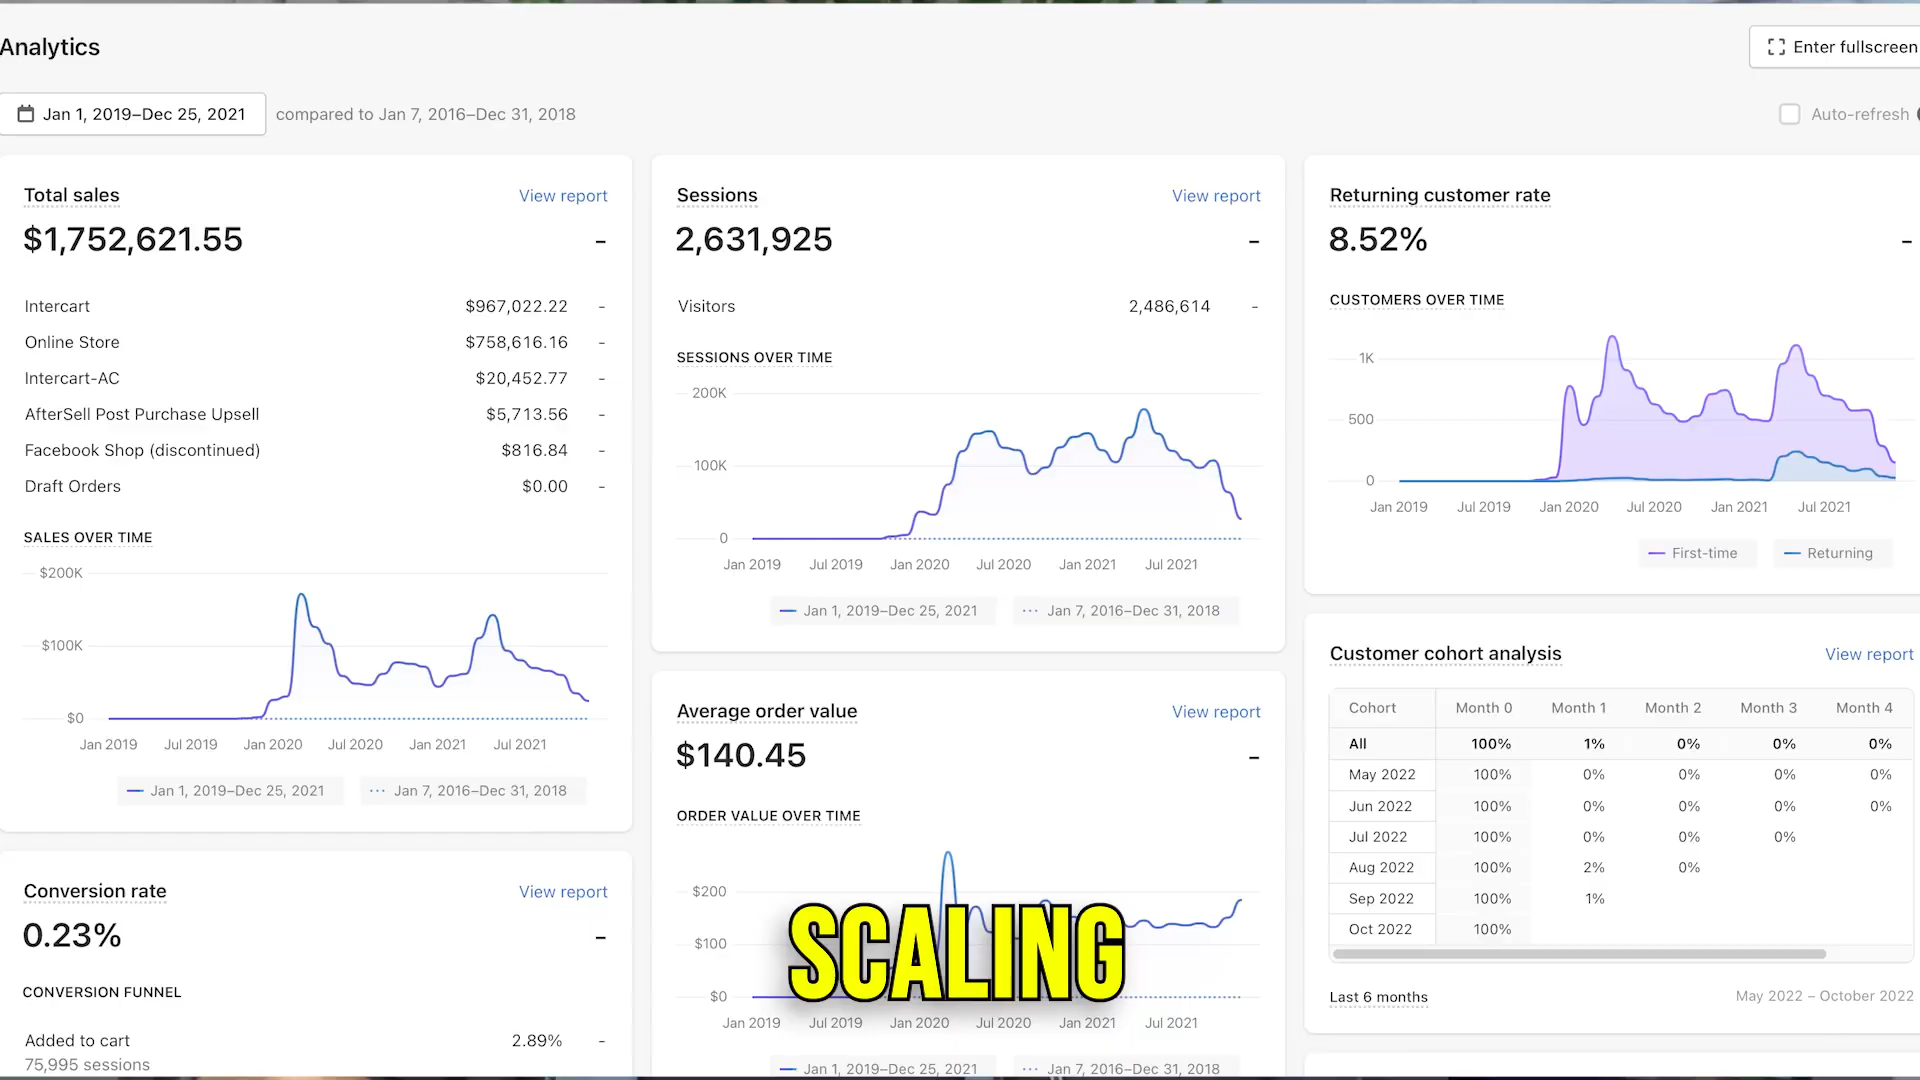 Analytics
Enter fullscreen
Jan 1, 2019–Dec 25, 2021 compared to Jan 7, 2016–Dec 31, 2018
Auto-refresh
Total sales View report
$1,752,621.55 -
Intercart $967,022.22 -
Online Store $758,616.16 -
Intercart-AC $20,452.77 -
AfterSell Post Purchase Upsell $5,713.56 -
Facebook Shop (discontinued) $816.84 -
Draft Orders $0.00 -
SALES OVER TIME
$200K
$100K
$0
Jan 2019 Jul 2019 Jan 2020 Jul 2020 Jan 2021 Jul 2021
Jan 1, 2019–Dec 25, 2021 Jan 7, 2016–Dec 31, 2018
Conversion rate View report
0.23% -
CONVERSION FUNNEL
Added to cart 2.89% -
75,995 sessions
Sessions View report
2,631,925 -
Visitors 2,486,614 -
SESSIONS OVER TIME
200K
100K
0
Jan 2019 Jul 2019 Jan 2020 Jul 2020 Jan 2021 Jul 2021
Jan 1, 2019–Dec 25, 2021 Jan 7, 2016–Dec 31, 2018
Average order value View report
$140.45 -
ORDER VALUE OVER TIME
$200
$100
$0
SCALING
Jan 2019 Jul 2019 Jan 2020 Jul 2020 Jan 2021 Jul 2021
Jan 1, 2019–Dec 25, 2021 Jan 7, 2016–Dec 31, 2018
Returning customer rate
8.52% -
CUSTOMERS OVER TIME
1K
500
0
Jan 2019 Jul 2019 Jan 2020 Jul 2020 Jan 2021 Jul 2021
First-time Returning
Customer cohort analysis View report
Cohort Month 0 Month 1 Month 2 Month 3 Month 4
All 100% 1% 0% 0% 0%
May 2022 100% 0% 0% 0% 0%
Jun 2022 100% 0% 0% 0% 0%
Jul 2022 100% 0% 0% 0%
Aug 2022 100% 2% 0%
Sep 2022 100% 1%
Oct 2022 100%
Last 6 months May 2022 – October 2022